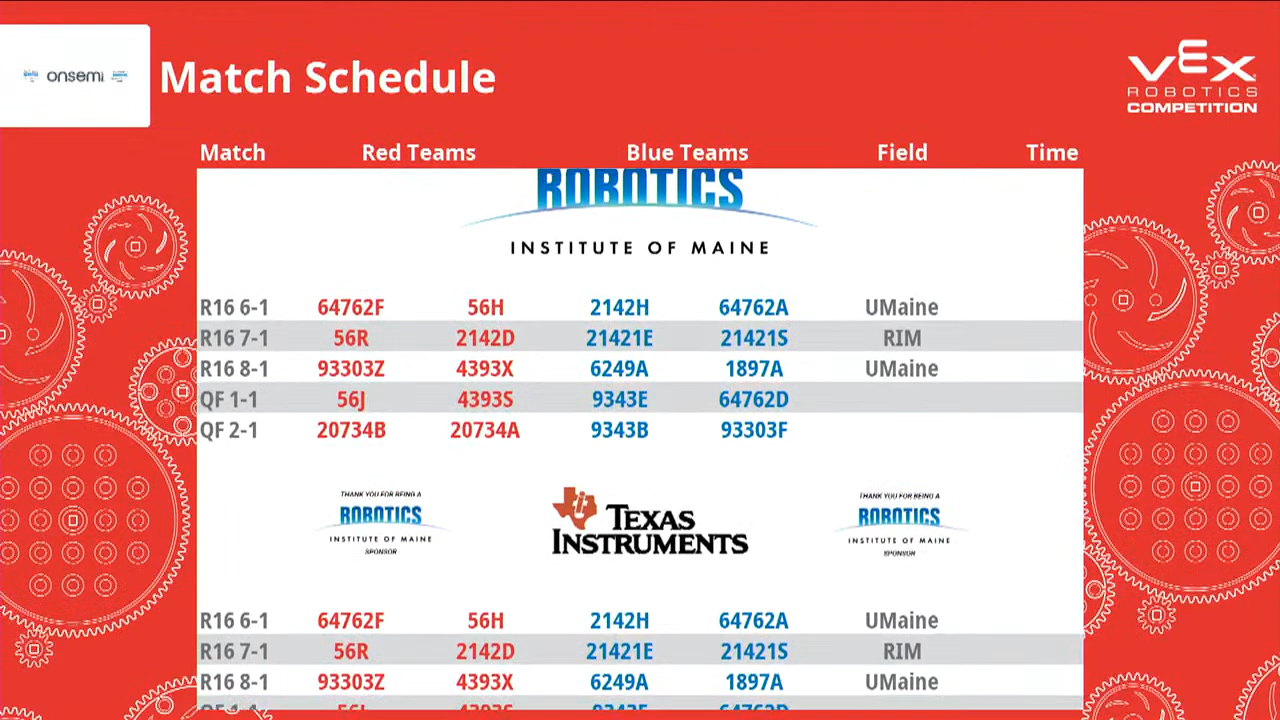 onsemi
Match Schedule
VEX
ROBOTICS
COMPETITION
Match Red Teams Blue Teams Field Time
ROBOTICS
INSTITUTE OF MAINE
R16 6-1 64762F 56H 2142H 64762A UMaine
R16 7-1 56R 2142D 21421E 21421S RIM
R16 8-1 93303Z 4393X 6249A 1897A UMaine
QF 1-1 56J 4393S 9343E 64762D
QF 2-1 20734B 20734A 9343B 93303F
THANK YOU FOR BEING A
ROBOTICS
INSTITUTE OF MAINE
SPONSOR
TEXAS
INSTRUMENTS
THANK YOU FOR BEING A
ROBOTICS
INSTITUTE OF MAINE
SPONSOR
R16 6-1 64762F 56H 2142H 64762A UMaine
R16 7-1 56R 2142D 21421E 21421S RIM
R16 8-1 93303Z 4393X 6249A 1897A UMaine